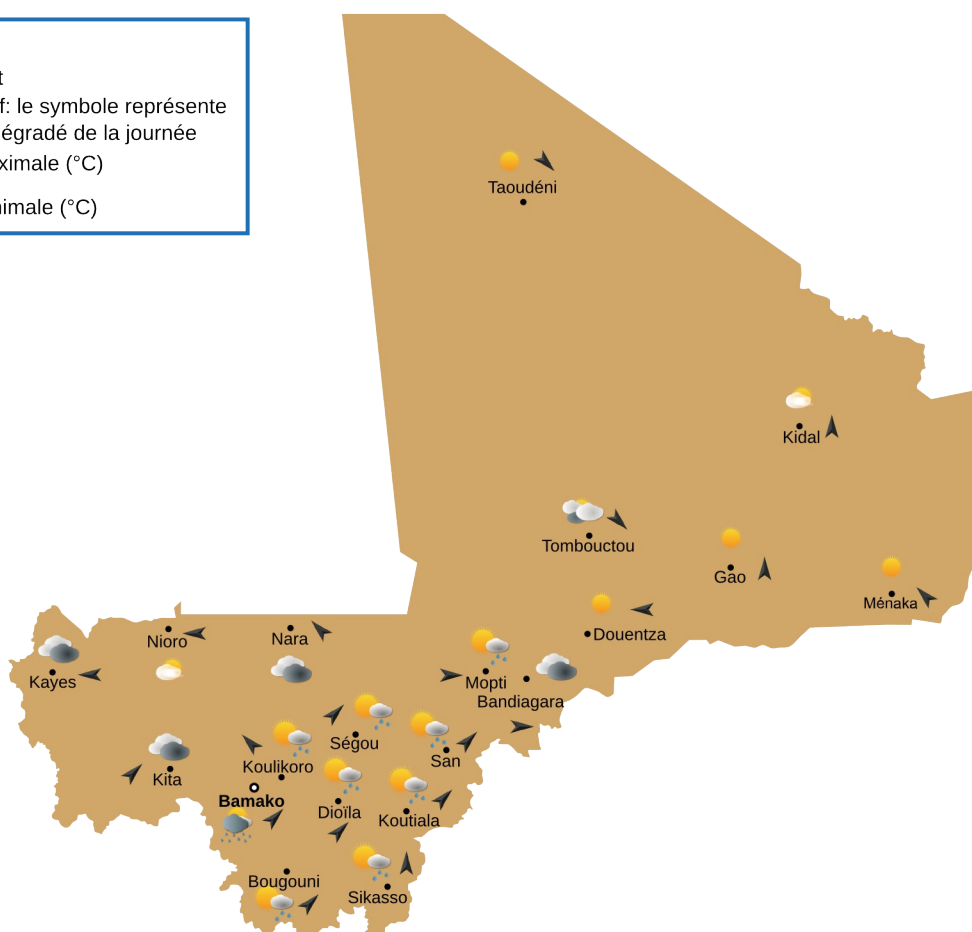 t
f: le symbole représente
égradé de la journée
ximale (°C)
nimale (°C)
Taoudéni
Kidal
Tombouctou
Gao
Ménaka
Douentza
Nioro
Nara
Kayes
Mopti
Bandiagara
Ségou
San
Koulikoro
Kita
Bamako
Dioïla
Koutiala
Bougouni
Sikasso